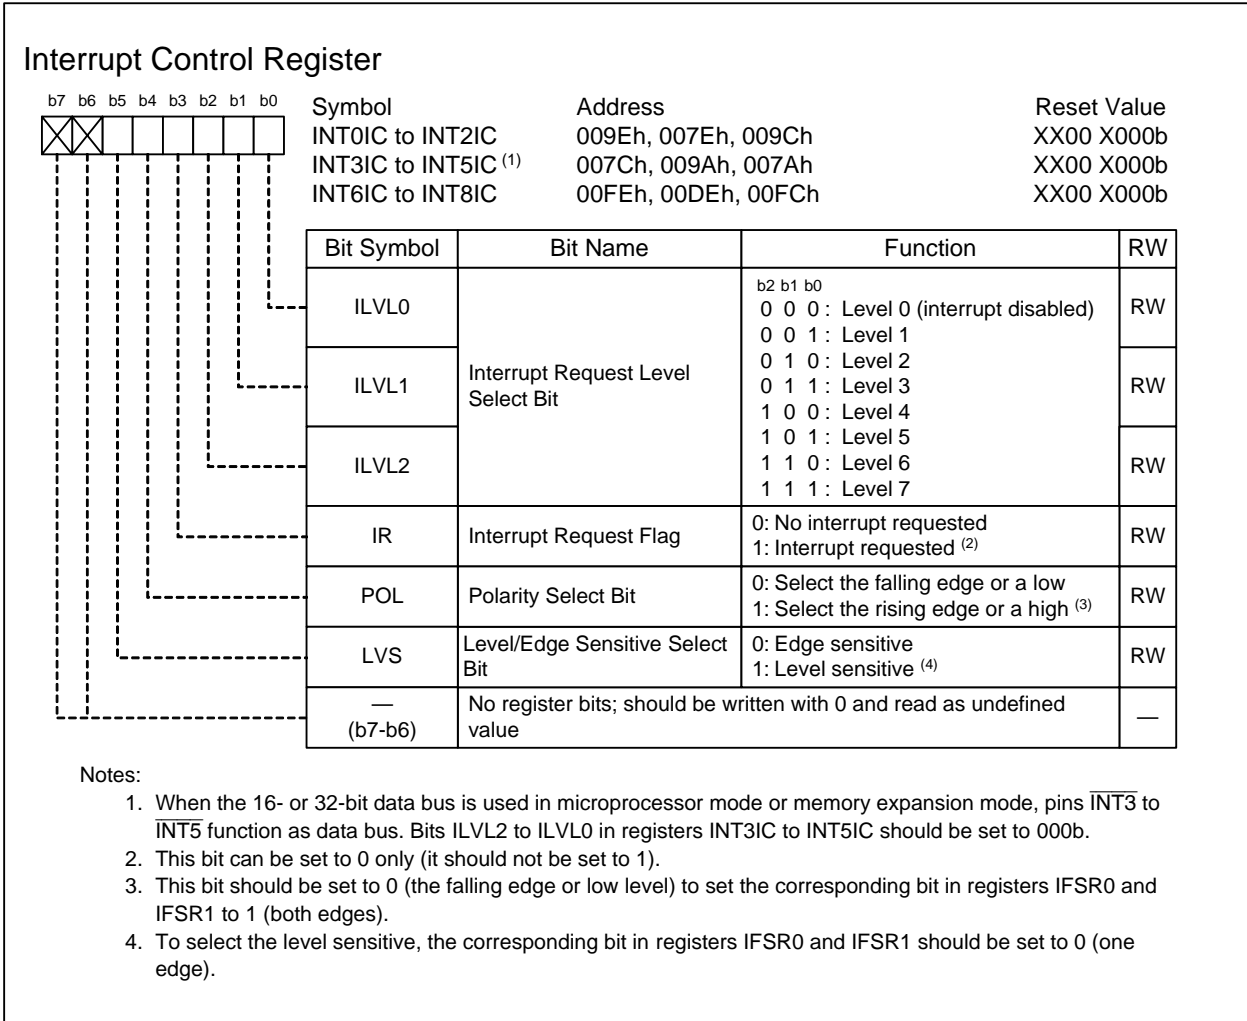 Interrupt Control Register
b7 b6 b5 b4 b3 b2 b1 b0
Symbol Address Reset Value
INT0IC to INT2IC 009Eh, 007Eh, 009Ch XX00 X000b
INT3IC to INT5IC (1) 007Ch, 009Ah, 007Ah XX00 X000b
INT6IC to INT8IC 00FEh, 00DEh, 00FCh XX00 X000b
Bit Symbol Bit Name Function RW
ILVL0 RW
ILVL1 RW
ILVL2 RW
Interrupt Request Level
Select Bit
b2 b1 b0
0 0 0 : Level 0 (interrupt disabled)
0 0 1 : Level 1
0 1 0 : Level 2
0 1 1 : Level 3
1 0 0 : Level 4
1 0 1 : Level 5
1 1 0 : Level 6
1 1 1 : Level 7
IR Interrupt Request Flag 0: No interrupt requested RW
1: Interrupt requested (2)
POL Polarity Select Bit 0: Select the falling edge or a low RW
1: Select the rising edge or a high (3)
LVS Level/Edge Sensitive Select 0: Edge sensitive RW
Bit 1: Level sensitive (4)
— No register bits; should be written with 0 and read as undefined —
(b7-b6) value
Notes:
1. When the 16- or 32-bit data bus is used in microprocessor mode or memory expansion mode, pins INT3 to
INT5 function as data bus. Bits ILVL2 to ILVL0 in registers INT3IC to INT5IC should be set to 000b.
2. This bit can be set to 0 only (it should not be set to 1).
3. This bit should be set to 0 (the falling edge or low level) to set the corresponding bit in registers IFSR0 and
IFSR1 to 1 (both edges).
4. To select the level sensitive, the corresponding bit in registers IFSR0 and IFSR1 should be set to 0 (one
edge).